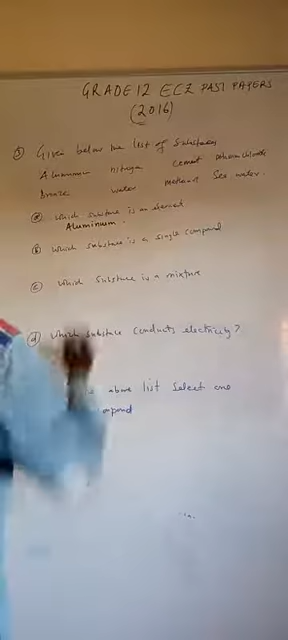 GRADE 12 ECZ PAST PAPERS
(2016)
Given below the list of Substances
Aluminium nitrogen cement
Bronze water methanol Sea water.
(a) Which substance is an element
Aluminum.
(b) Which substance is a single compound
(c) Which Substance is a mixture
(d) Which Substance conducts electricity?
above list Select one